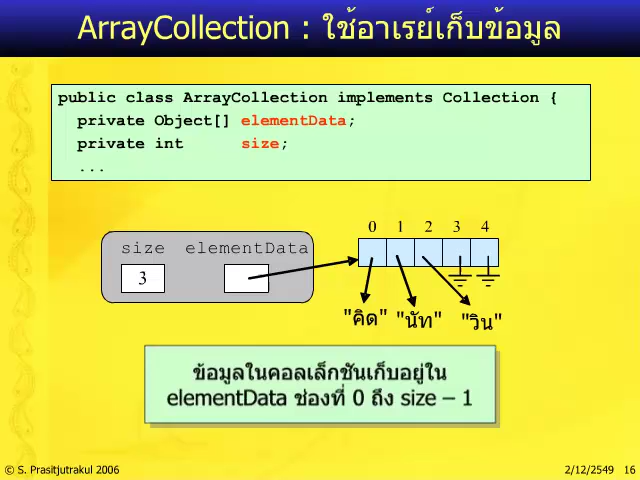 ArrayCollection : ใช้อาเรย์เก็บข้อมูล
public class ArrayCollection implements Collection {
private Object[] elementData;
private int size;
...
0 1 2 3 4
size elementData
3
"คิด" "นัท" "วิน"
ข้อมูลในคอลเล็กชันเก็บอยู่ใน
elementData ช่องที่ 0 ถึง size – 1
© S. Prasitjutrakul 2006 2/12/2549 16